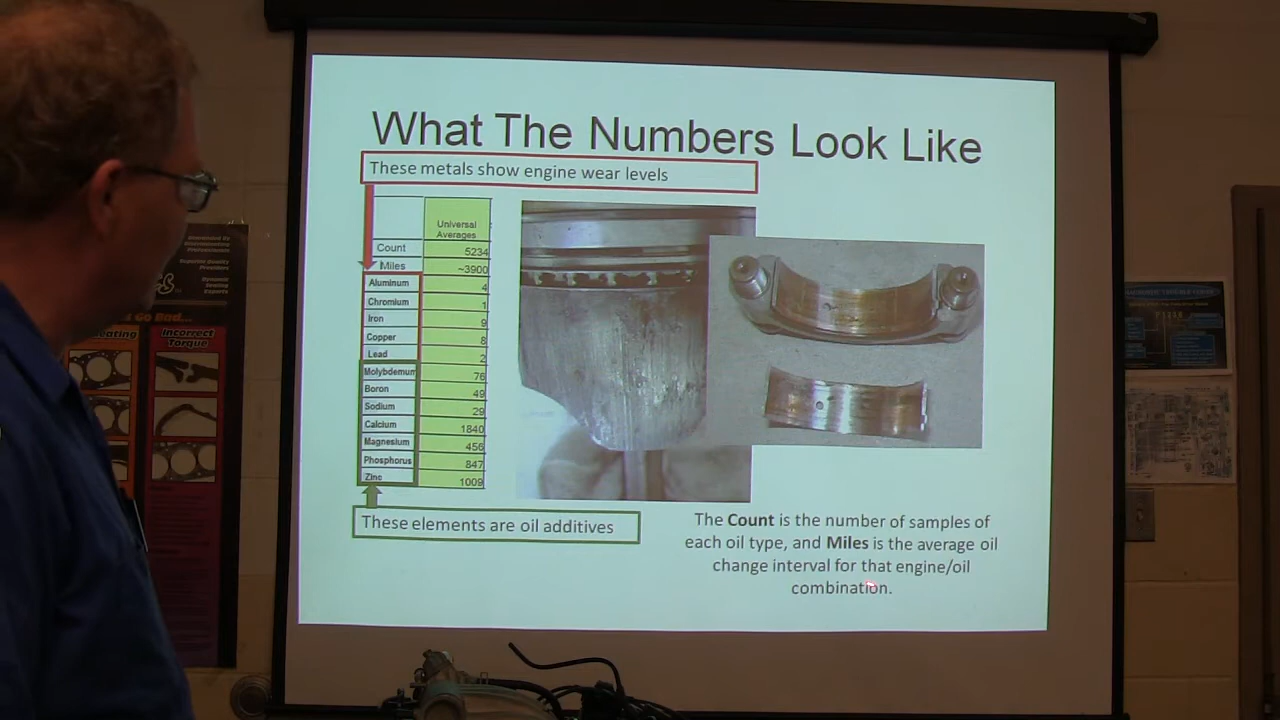 What The Numbers Look Like
These metals show engine wear levels
Universal
Averages
Count 5234
Miles ~3900
Aluminum 4
Chromium 1
Iron 9
Copper 8
Lead 2
Molybdemum 76
Boron 49
Sodium 29
Calcium 1840
Magnesium 456
Phosphorus 847
Zinc 1009
These elements are oil additives
The Count is the number of samples of
each oil type, and Miles is the average oil
change interval for that engine/oil
combination.
Go Bad...
Incorrect
Torque